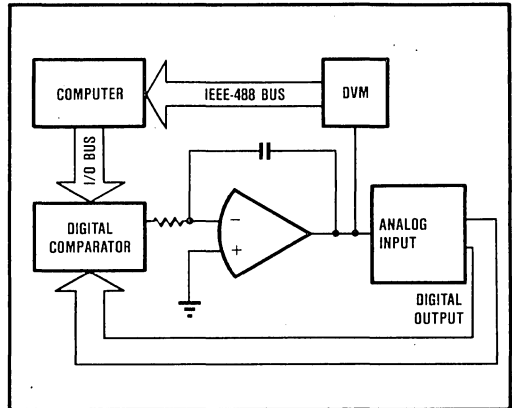 COMPUTER
IEEE-488 BUS
DVM
I/O BUS
DIGITAL
COMPARATOR
−
+
ANALOG
INPUT
DIGITAL
OUTPUT